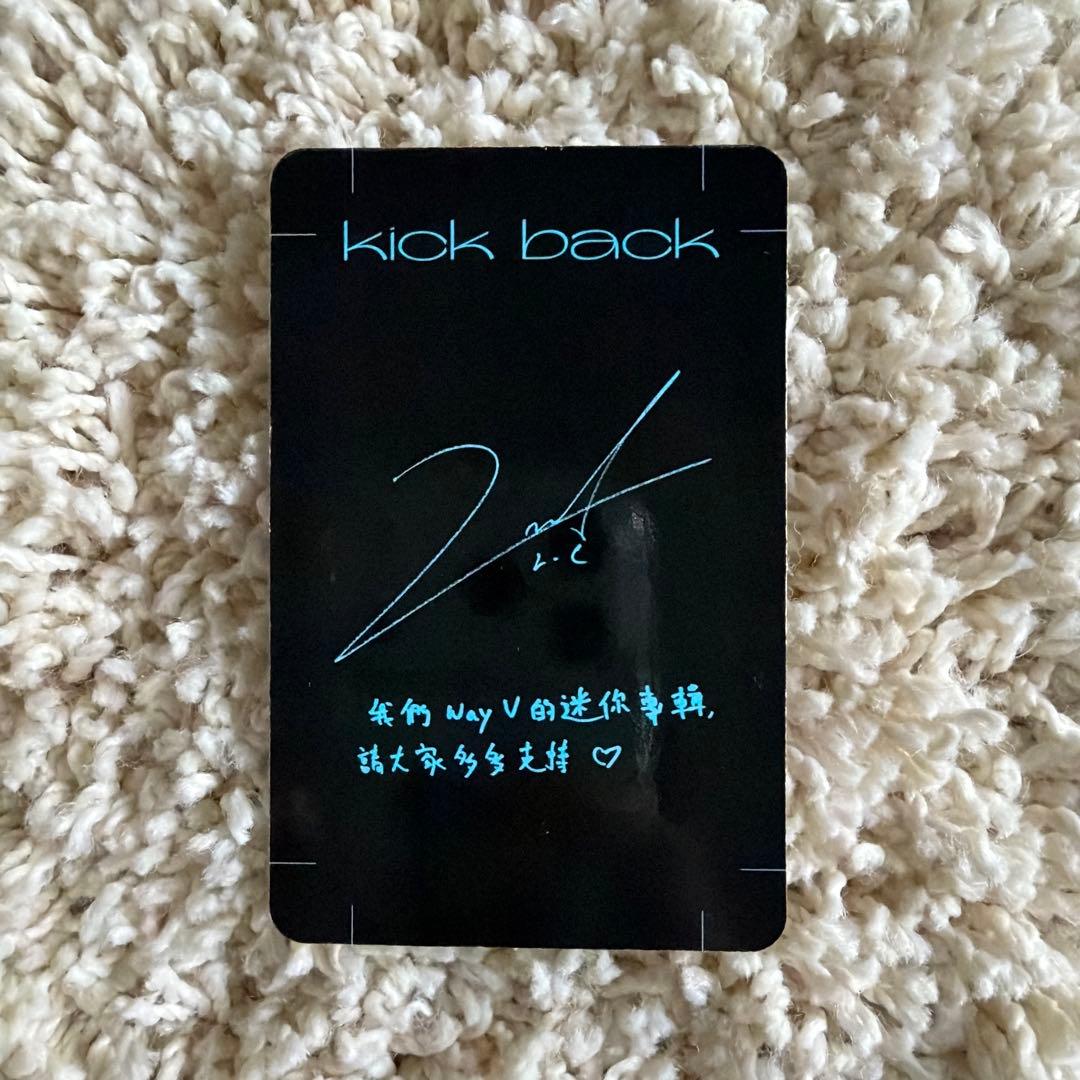 kick back
L.C
我們 WayV 的迷你專輯,
請大家多多支持 ♡